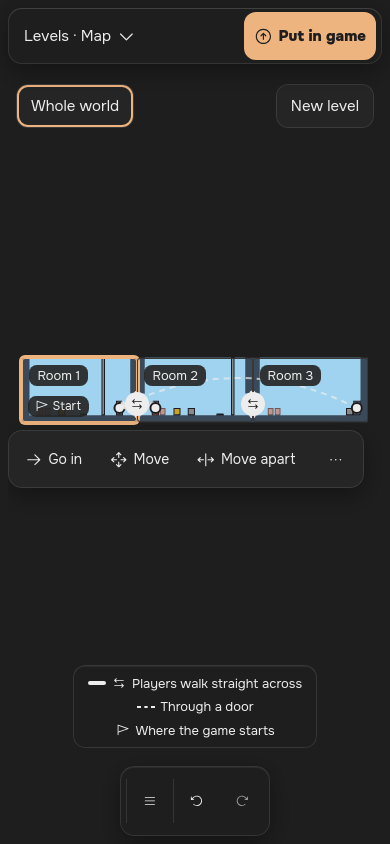 Levels · Map
Put in game
Whole world
New level
Room 1
Room 2
Room 3
Start
Go in
Move
Move apart
...
Players walk straight across
Through a door
Where the game starts